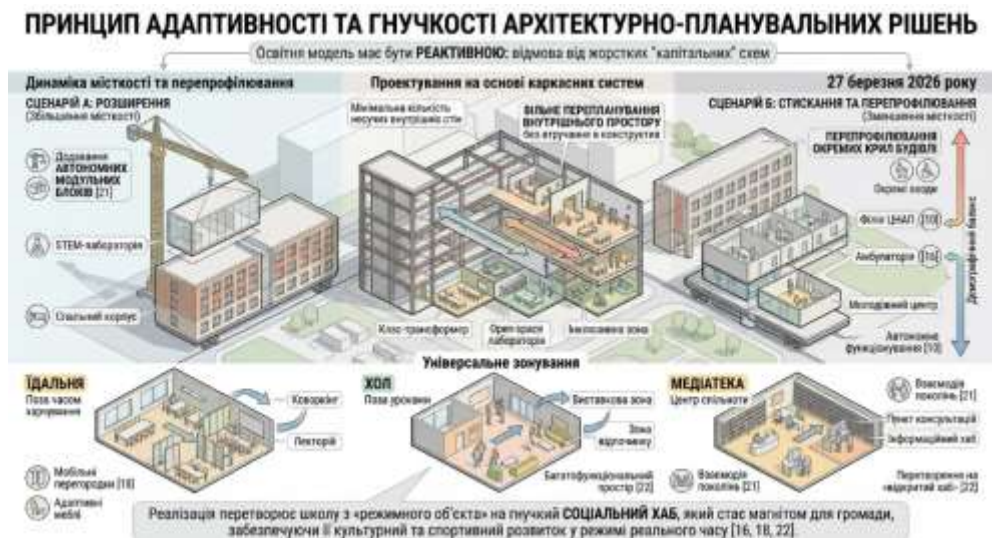 ПРИНЦИП АДАПТИВНОСТІ ТА ГНУЧКОСТІ АРХІТЕКТУРНО-ПЛАНУВАЛЬНИХ РІШЕНЬ
Освітня модель має бути РЕАКТИВНОЮ: відмова від жорстких "капітальних" схем
Динаміка місткості та перепрофілювання
СЦЕНАРІЙ А: РОЗШИРЕННЯ
(Збільшення місткості)
Додавання
АВТОНОМНИХ
МОДУЛЬНИХ
БЛОКІВ [21]
STEM-лабораторія
Спальний корпус
Проектування на основі каркасних систем
Мінімальна кількість
несучих внутрішніх стін
ВІЛЬНЕ ПЕРЕПЛАНУВАННЯ
ВНУТРІШНЬОГО ПРОСТОРУ
без втручання в конструктив
Клас-трансформер
Open space
лабораторія
Інклюзивна зона
27 березня 2026 року
СЦЕНАРІЙ Б: СТИСКАННЯ ТА ПЕРЕПРОФІЛЮВАННЯ
(Зменшення місткості)
ПЕРЕПРОФІЛЮВАННЯ
ОКРЕМИХ КРИЛ БУДІВЛІ
Окремі входи
Філія ЦНАП [10]
Амбулаторія [16]
Молодіжний центр
Автономне
функціонування [10]
Демографічний баланс
Універсальне зонування
ЇДАЛЬНЯ
Поза часом
харчування
Коворкінг
Лекторій
Мобільні
перегородки [18]
Адаптивні
меблі
ХОЛ
Поза уроками
Виставкова зона
Зона
відпочинку
Багатофункціональний
простір [22]
МЕДІАТЕКА
Центр спільноти
Взаємодія
поколінь [21]
Пункт консультацій
Інформаційний хаб
Взаємодія
поколінь [21]
Перетворення на
«відкритий хаб» [22]
Реалізація перетворює школу з «режимного об'єкта» на гнучкий СОЦІАЛЬНИЙ ХАБ, який стає магнітом для громади,
забезпечуючи її культурний та спортивний розвиток у режимі реального часу [16, 18, 22].